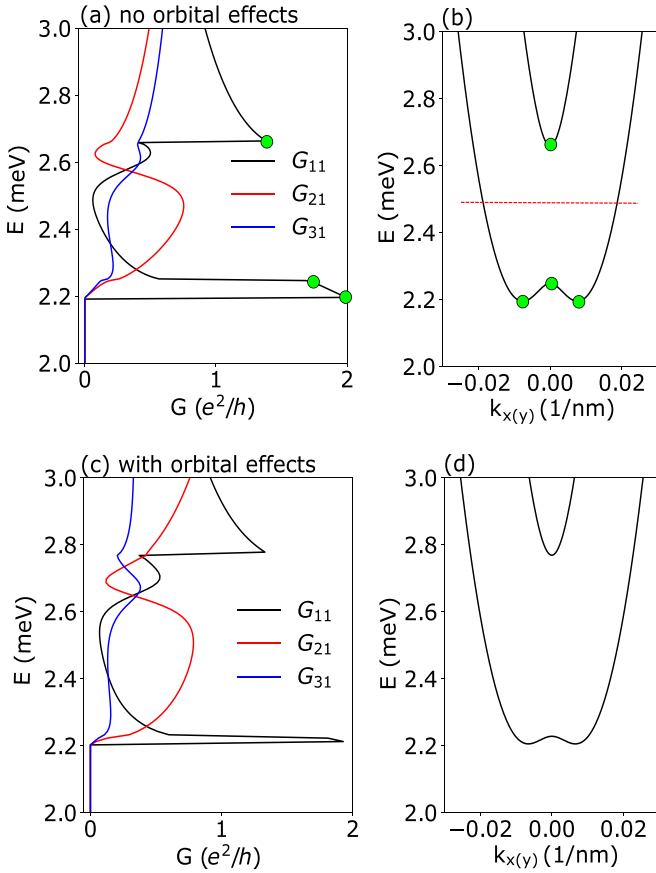 (a) no orbital effects
3.0
2.8
2.6
2.4
2.2
2.0
E (meV)
G11
G21
G31
0
1
2
G (e²/h)
(b)
3.0
2.8
2.6
2.4
2.2
2.0
E (meV)
−0.02
0.00
0.02
kx(y) (1/nm)
(c) with orbital effects
3.0
2.8
2.6
2.4
2.2
2.0
E (meV)
G11
G21
G31
0
1
2
G (e²/h)
(d)
3.0
2.8
2.6
2.4
2.2
2.0
E (meV)
−0.02
0.00
0.02
kx(y) (1/nm)